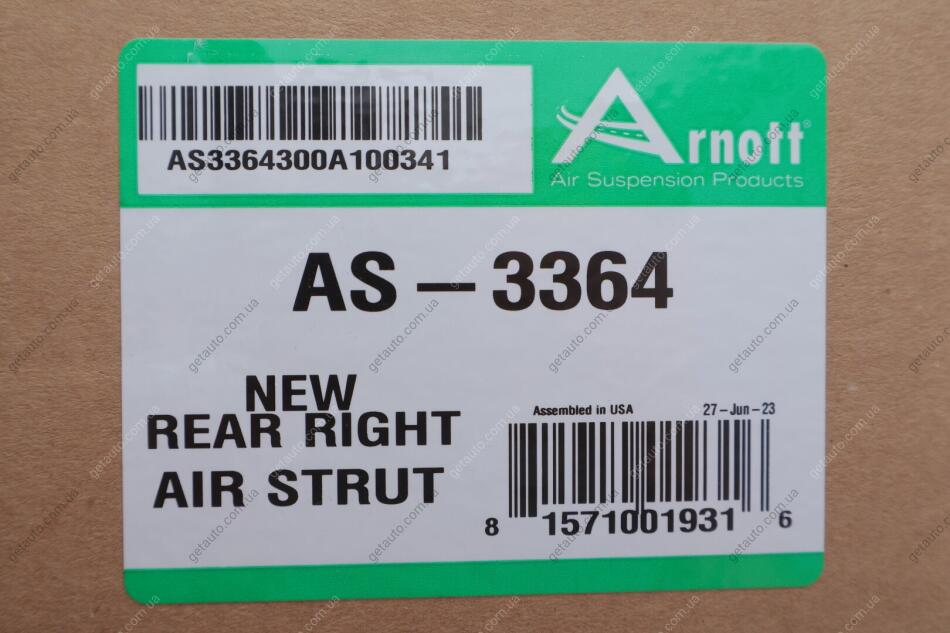 AS3364300A100341
Arnott®
Air Suspension Products
AS – 3364
NEW
REAR RIGHT
AIR STRUT
Assembled in USA 27–Jun–23
8 1571001931 6
getauto.com.ua